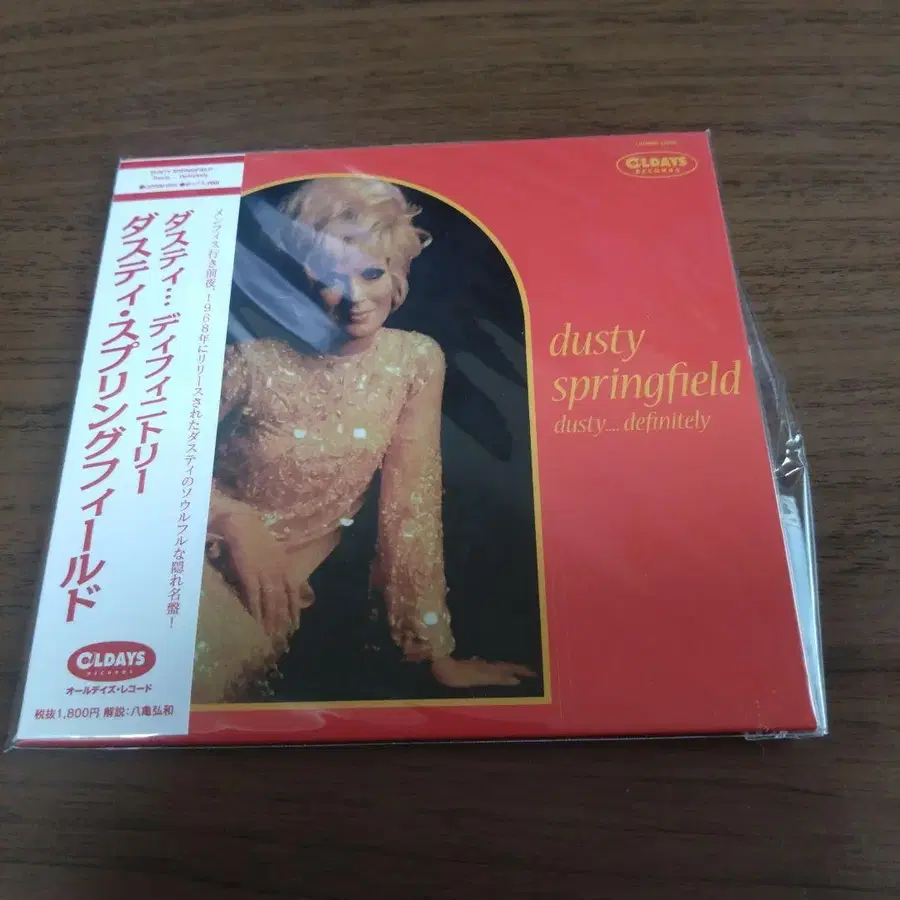 DUSTY SPRINGFIELD
ダスティ… ディフィニトリー
ダスティ・スプリングフィールド
メンフィス行き前夜、1968年にリリースされたダスティのソウルフルな隠れ名盤！
OLDAYS
RECORDS
オールデイズ・レコード
税抜1,800円 解説:八亀弘和
OLDAYS
RECORDS
dusty
springfield
dusty.... definitely